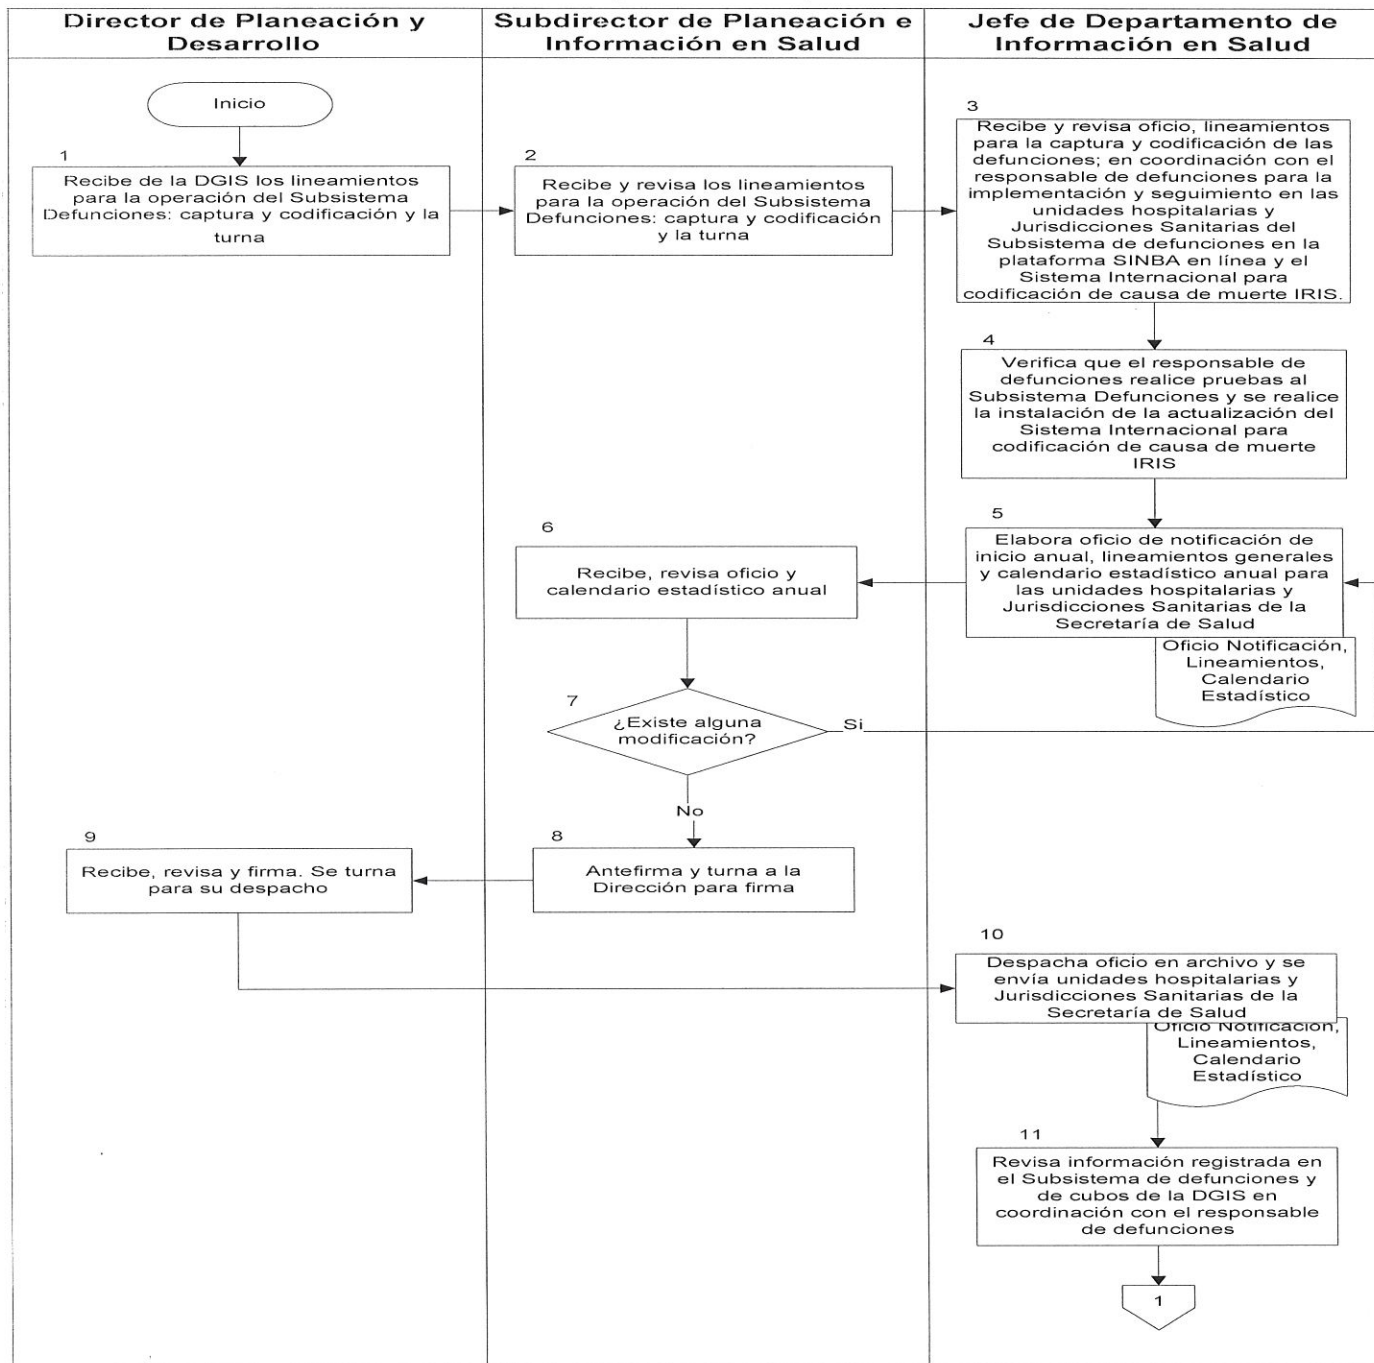 Director de Planeación y
Desarrollo
Subdirector de Planeación e
Información en Salud
Jefe de Departamento de
Información en Salud
Inicio
1
Recibe de la DGIS los lineamientos
para la operación del Subsistema
Defunciones: captura y codificación y la
turna
2
Recibe y revisa los lineamientos
para la operación del Subsistema
Defunciones: captura y codificación
y la turna
3
Recibe y revisa oficio, lineamientos
para la captura y codificación de las
defunciones; en coordinación con el
responsable de defunciones para la
implementación y seguimiento en las
unidades hospitalarias y
Jurisdicciones Sanitarias del
Subsistema de defunciones en la
plataforma SINBA en línea y el
Sistema Internacional para
codificación de causa de muerte IRIS.
4
Verifica que el responsable de
defunciones realice pruebas al
Subsistema Defunciones y se realice
la instalación de la actualización del
Sistema Internacional para
codificación de causa de muerte
IRIS
5
Elabora oficio de notificación de
inicio anual, lineamientos generales
y calendario estadístico anual para
las unidades hospitalarias y
Jurisdicciones Sanitarias de la
Secretaría de Salud
Oficio Notificación,
Lineamientos,
Calendario
Estadístico
6
Recibe, revisa oficio y
calendario estadístico anual
7
¿Existe alguna
modificación?
Si
No
8
Antefirma y turna a la
Dirección para firma
9
Recibe, revisa y firma. Se turna
para su despacho
10
Despacha oficio en archivo y se
envía unidades hospitalarias y
Jurisdicciones Sanitarias de la
Secretaría de Salud
Oficio Notificación,
Lineamientos,
Calendario
Estadístico
11
Revisa información registrada en
el Subsistema de defunciones y
de cubos de la DGIS en
coordinación con el responsable
de defunciones
1